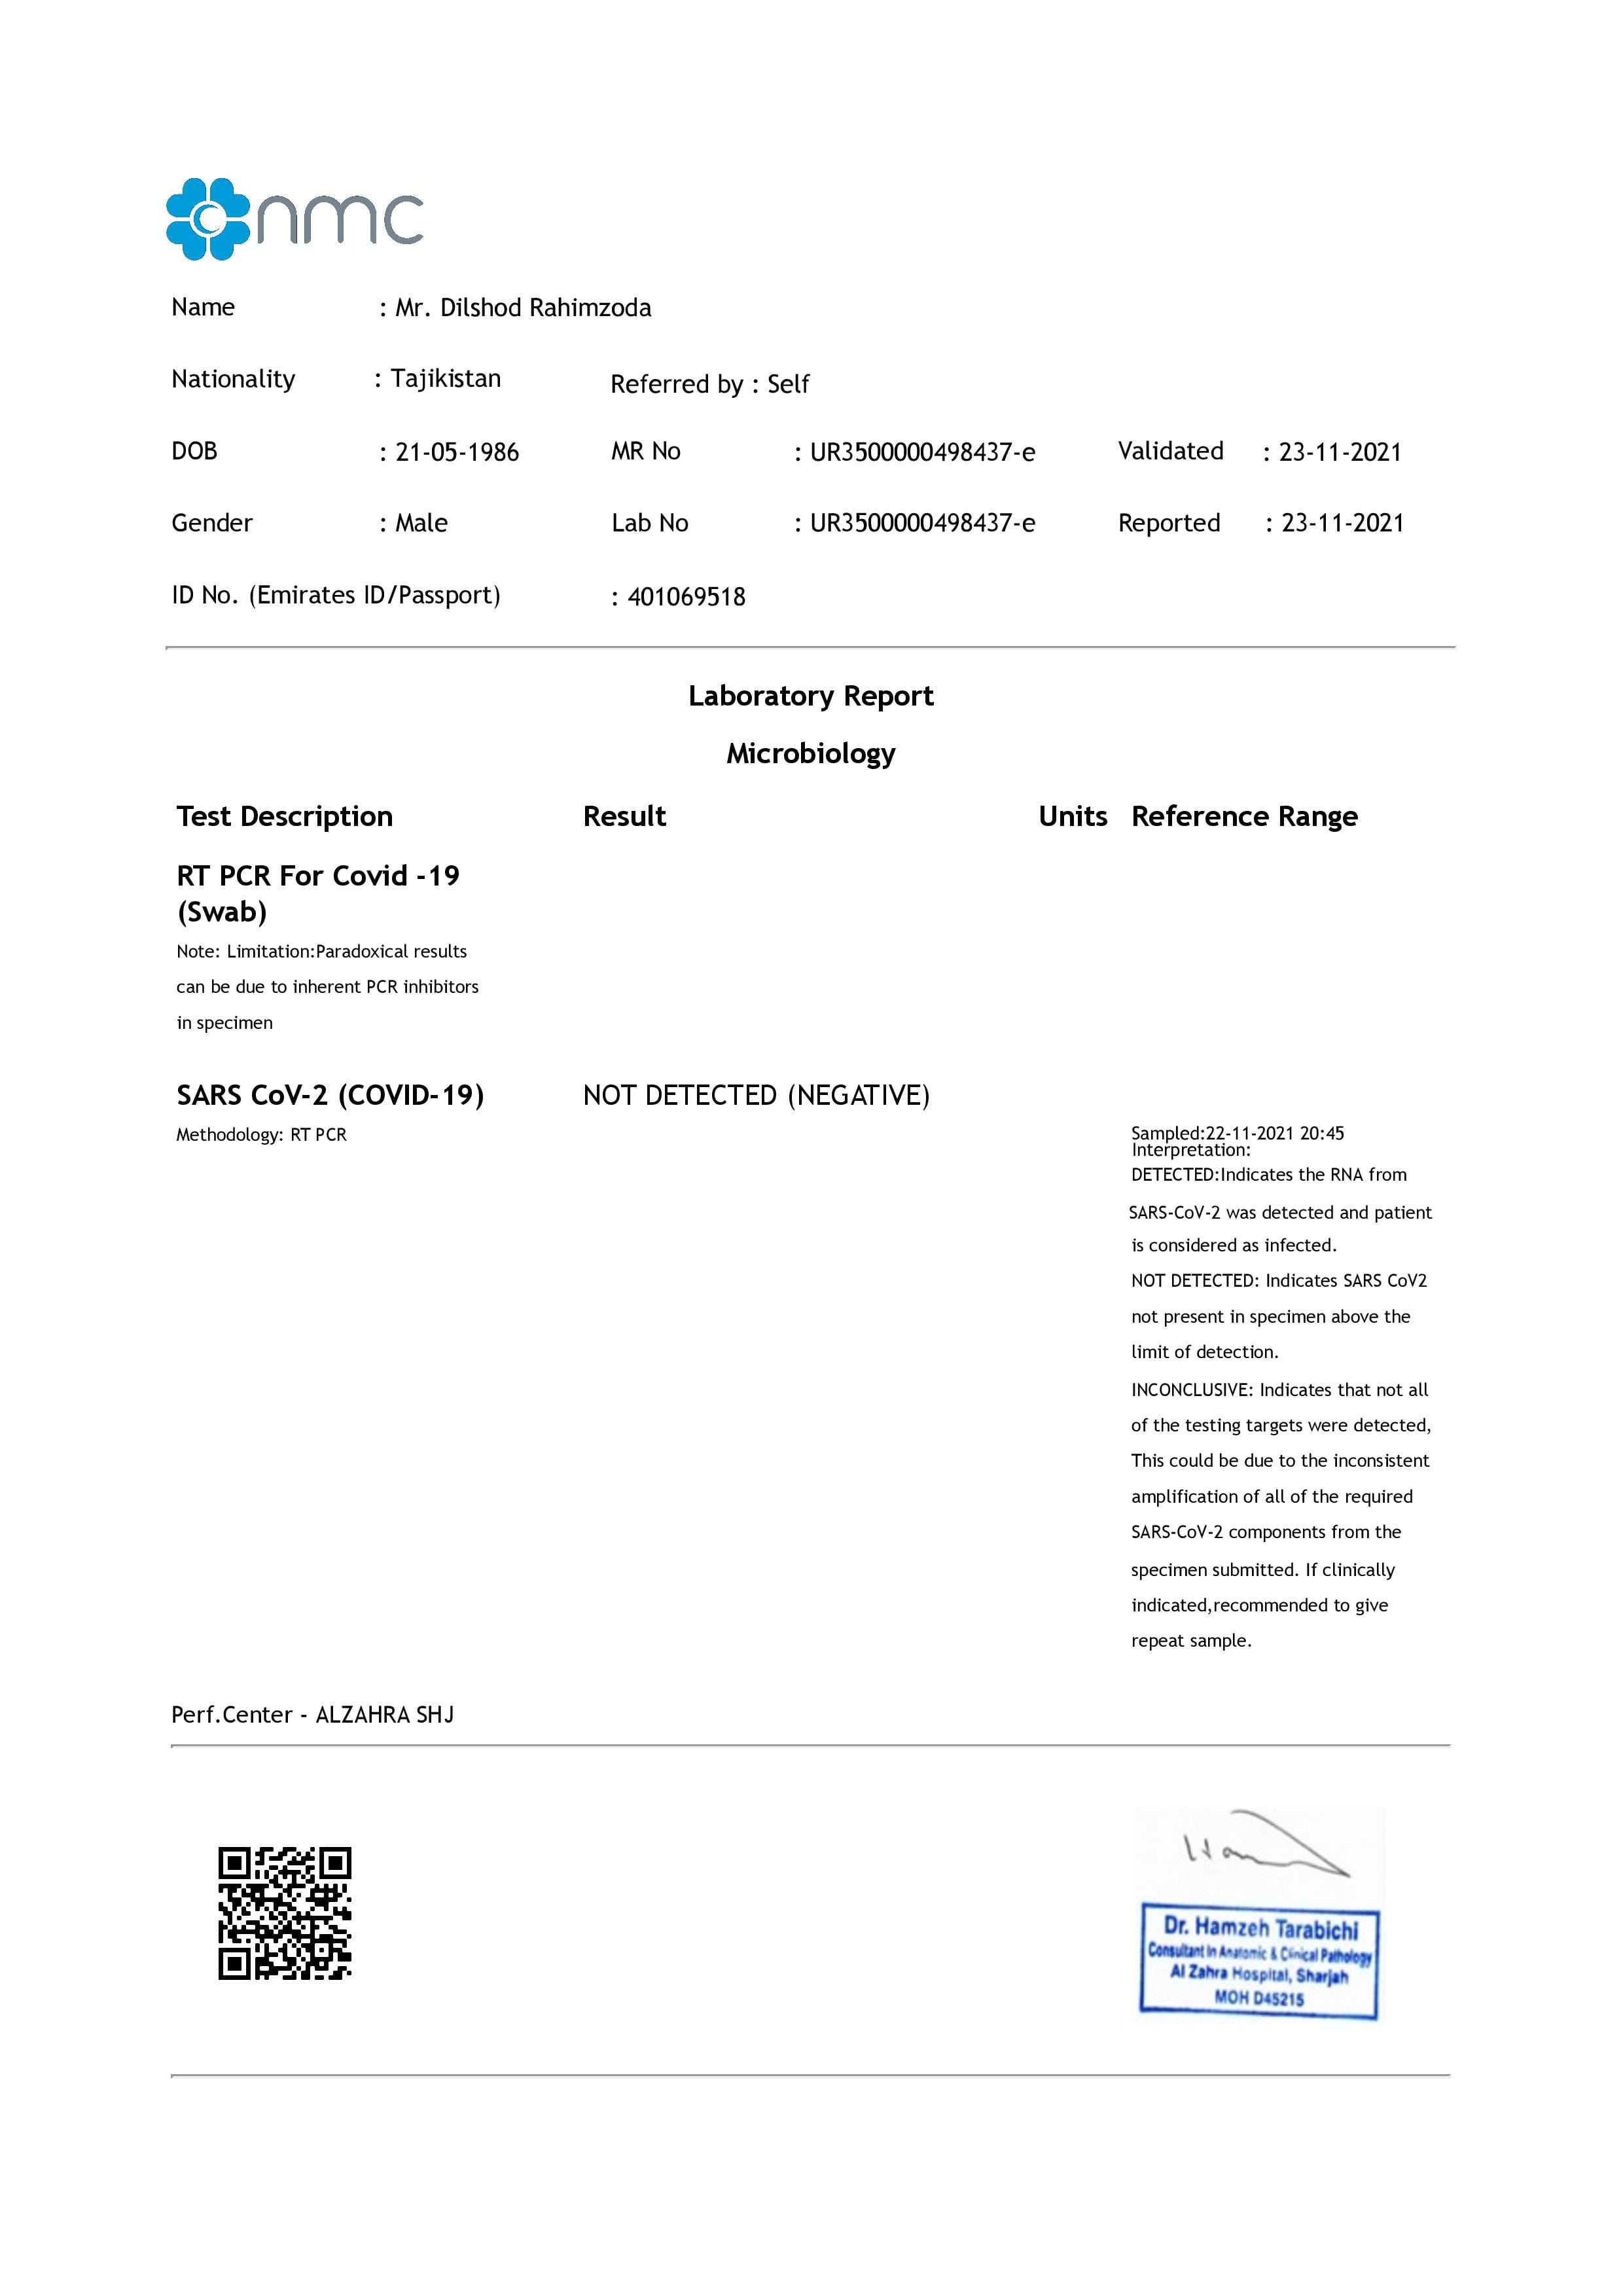 nmc
Name : Mr. Dilshod Rahimzoda
Nationality : Tajikistan Referred by : Self
DOB : 21-05-1986 MR No : UR3500000498437-e Validated : 23-11-2021
Gender : Male Lab No : UR3500000498437-e Reported : 23-11-2021
ID No. (Emirates ID/Passport) : 401069518
Laboratory Report
Microbiology
Test Description Result Units Reference Range
RT PCR For Covid -19
(Swab)
Note: Limitation:Paradoxical results
can be due to inherent PCR inhibitors
in specimen
SARS CoV-2 (COVID-19) NOT DETECTED (NEGATIVE)
Methodology: RT PCR
Sampled:22-11-2021 20:45
Interpretation:
DETECTED:Indicates the RNA from
SARS-CoV-2 was detected and patient
is considered as infected.
NOT DETECTED: Indicates SARS CoV2
not present in specimen above the
limit of detection.
INCONCLUSIVE: Indicates that not all
of the testing targets were detected,
This could be due to the inconsistent
amplification of all of the required
SARS-CoV-2 components from the
specimen submitted. If clinically
indicated,recommended to give
repeat sample.
Perf.Center - ALZAHRA SHJ
Dr. Hamzeh Tarabichi
Consultant In Anatomic & Clinical Pathology
Al Zahra Hospital, Sharjah
MOH D45215